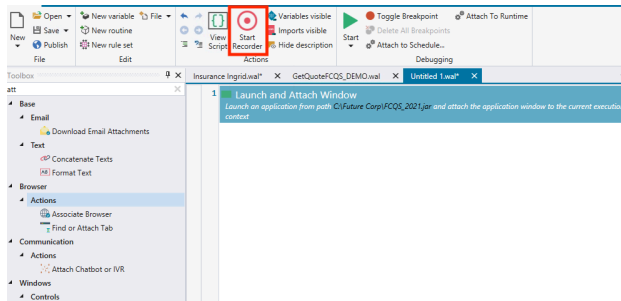 Open
New variable
File
Variables visible
Toggle Breakpoint
Attach To Runtime
Save
New routine
Imports visible
Delete All Breakpoints
New
Publish
New rule set
View Script
Start Recorder
Hide description
Start
Attach to Schedule...
File
Edit
Actions
Debugging
Toolbox
Insurance Ingrid.wal*
GetQuoteFCQS_DEMO.wal
Untitled 1.wal*
att
1
Launch and Attach Window
Launch an application from path C:\Future Corp\FCQS_2021.jar and attach the application window to the current execution
context
Base
Email
Download Email Attachments
Text
Concatenate Texts
Format Text
Browser
Actions
Associate Browser
Find or Attach Tab
Communication
Actions
Attach Chatbot or IVR
Windows
Controls